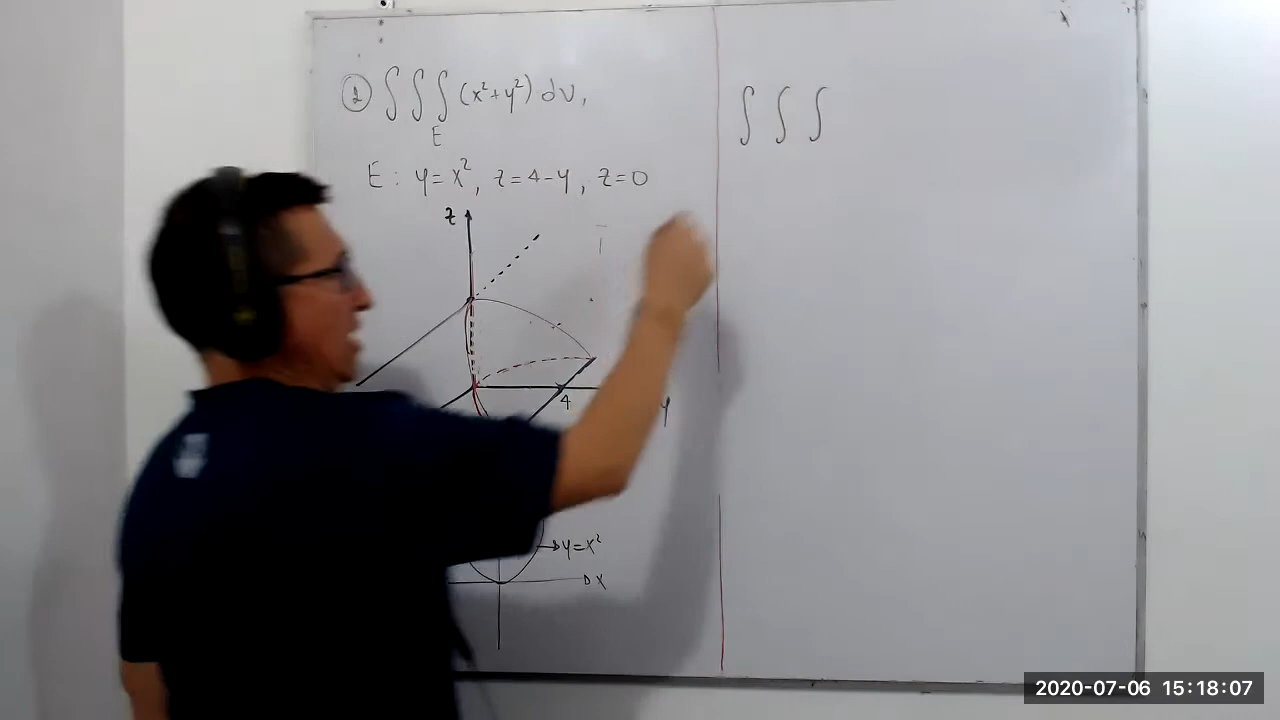 ② ∫∫∫ (x²+y²) dV,
E
E : y=x², z=4-y, z=0
z
4
y
y=x²
x
∫∫∫
2020-07-06 15:18:07